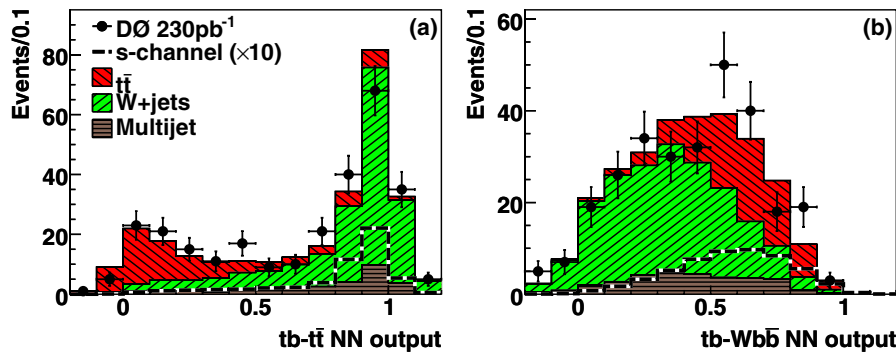 Events/0.1
80
60
40
20
0
(a)
DØ 230pb⁻¹
s-channel (×10)
tt̄
W+jets
Multijet
0
0.5
1
tb-tt̄ NN output
Events/0.1
60
40
20
0
(b)
0
0.5
1
tb-Wbb̄ NN output